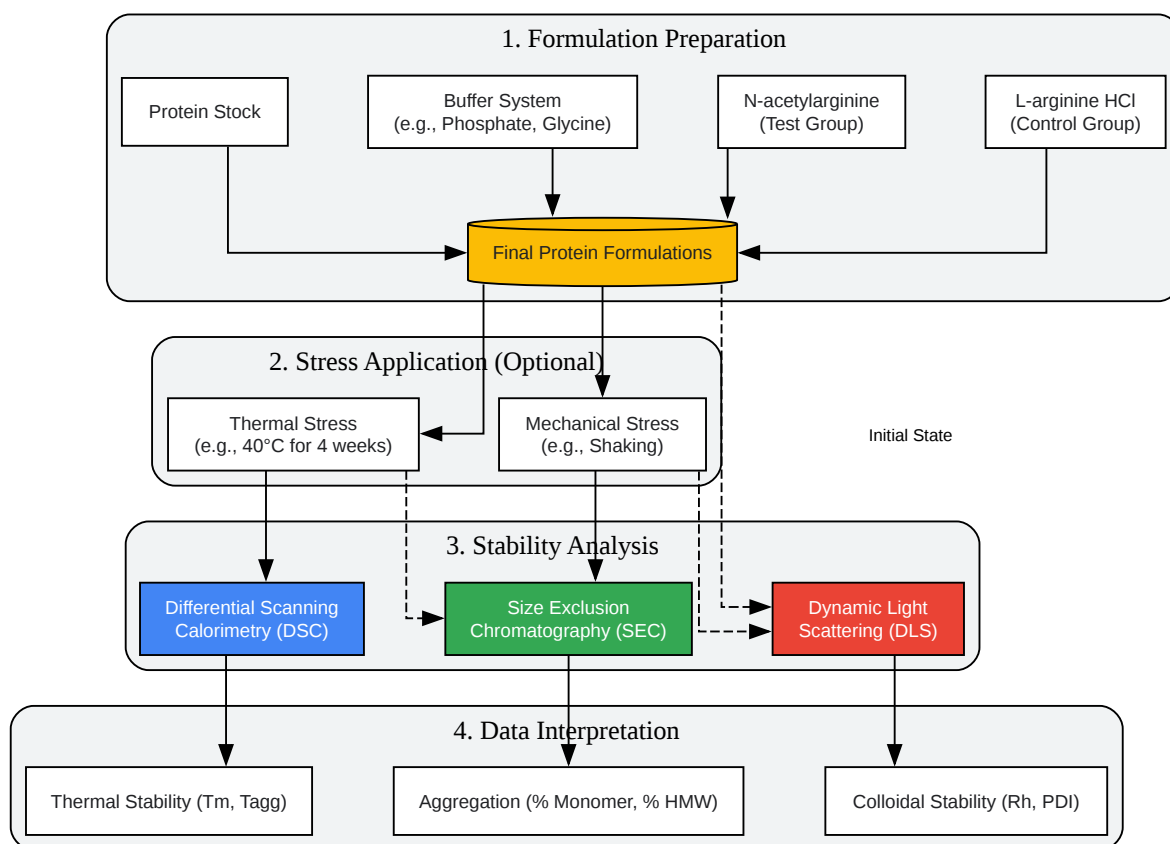 1. Formulation Preparation
Protein Stock
Buffer System
(e.g., Phosphate, Glycine)
N-acetylarginine
(Test Group)
L-arginine HCl
(Control Group)
Final Protein Formulations
2. Stress Application (Optional)
Thermal Stress
(e.g., 40°C for 4 weeks)
Mechanical Stress
(e.g., Shaking)
Initial State
3. Stability Analysis
Differential Scanning
Calorimetry (DSC)
Size Exclusion
Chromatography (SEC)
Dynamic Light
Scattering (DLS)
4. Data Interpretation
Thermal Stability (Tm, Tagg)
Aggregation (% Monomer, % HMW)
Colloidal Stability (Rh, PDI)